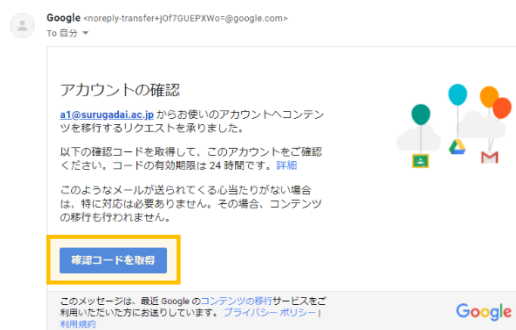 Google <noreply-transfer+jOf7GUEPXWo=@google.com>
To 自分
アカウントの確認
a1@surugadai.ac.jp からお使いのアカウントへコンテン
ツを移行するリクエストを承りました。
以下の確認コードを取得して、このアカウントをご確認
ください。コードの有効期限は 24 時間です。詳細
このようなメールが送られてくる心当たりがない場合
は、特に対応は必要ありません。その場合、コンテンツ
の移行も行われません。
確認コードを取得
このメッセージは、最近 Google のコンテンツの移行サービスをご
利用いただいた方にお送りしています。プライバシー ポリシー |
利用規約
Google